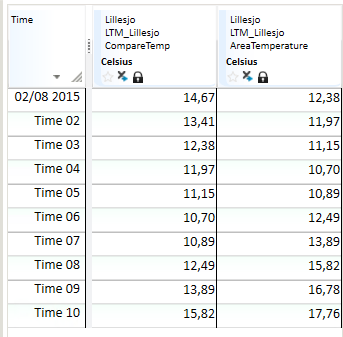 Time
Lillesjo
LTM_Lillesjo
CompareTemp
Celsius
Lillesjo
LTM_Lillesjo
AreaTemperature
Celsius
02/08 2015 14,67 12,38
Time 02 13,41 11,97
Time 03 12,38 11,15
Time 04 11,97 10,70
Time 05 11,15 10,89
Time 06 10,70 12,49
Time 07 10,89 13,89
Time 08 12,49 15,82
Time 09 13,89 16,78
Time 10 15,82 17,76